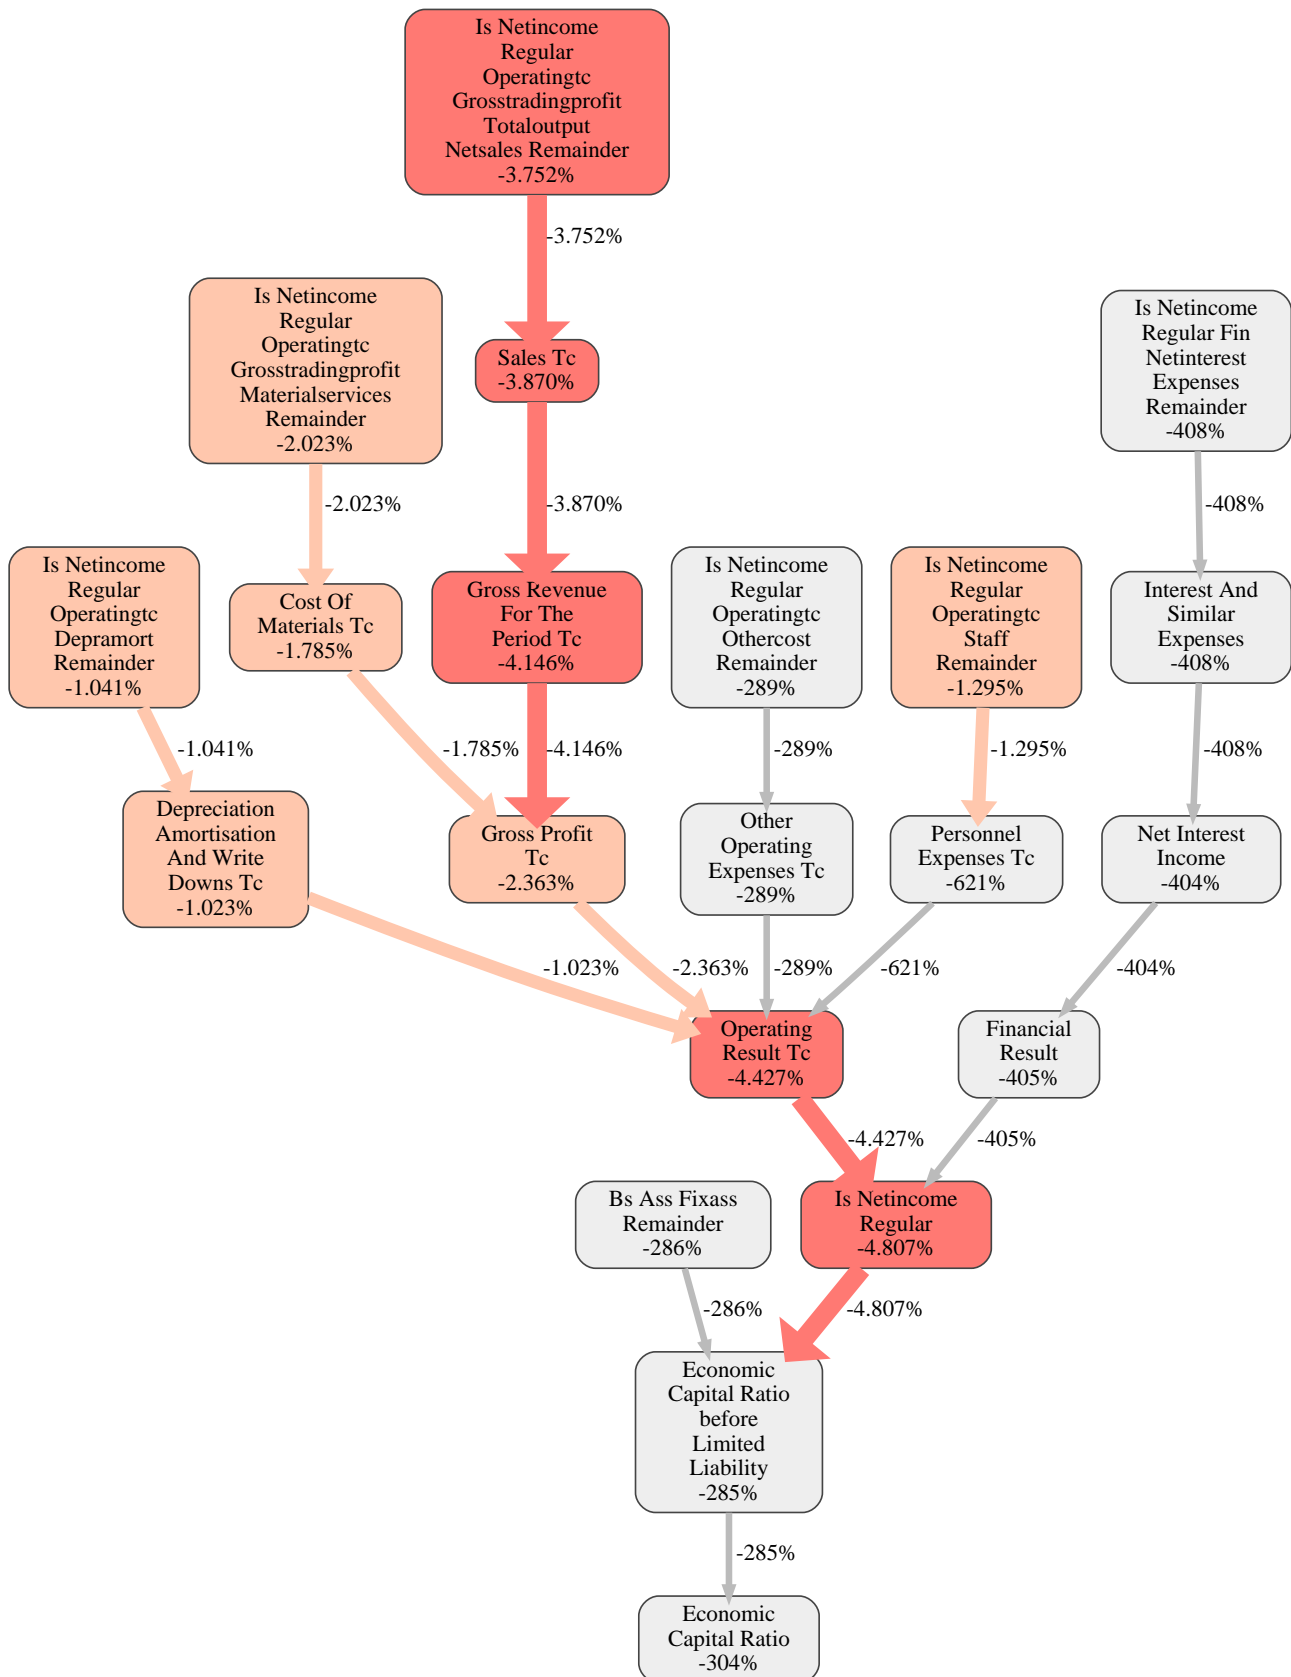 Is Netincome
Regular
Operatingtc
Grosstradingprofit
Totaloutput
Netsales Remainder
-3.752%
-3.752%
Is Netincome
Regular
Operatingtc
Grosstradingprofit
Materialservices
Remainder
-2.023%
Is Netincome
Regular Fin
Netinterest
Expenses
Remainder
-408%
Sales Tc
-3.870%
-2.023%
-3.870%
-408%
Is Netincome
Regular
Operatingtc
Depramort
Remainder
-1.041%
Cost Of
Materials Tc
-1.785%
Gross Revenue
For The
Period Tc
-4.146%
Is Netincome
Regular
Operatingtc
Othercost
Remainder
-289%
Is Netincome
Regular
Operatingtc
Staff
Remainder
-1.295%
Interest And
Similar
Expenses
-408%
-1.041%
-1.785%
-4.146%
-289%
-1.295%
-408%
Depreciation
Amortisation
And Write
Downs Tc
-1.023%
Gross Profit
Tc
-2.363%
Other
Operating
Expenses Tc
-289%
Personnel
Expenses Tc
-621%
Net Interest
Income
-404%
-1.023%
-2.363%
-289%
-621%
-404%
Operating
Result Tc
-4.427%
Financial
Result
-405%
-4.427%
-405%
Bs Ass Fixass
Remainder
-286%
Is Netincome
Regular
-4.807%
-286%
-4.807%
Economic
Capital Ratio
before
Limited
Liability
-285%
-285%
Economic
Capital Ratio
-304%